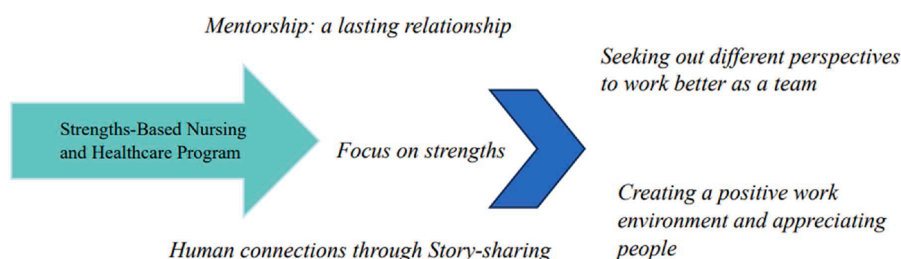 Mentorship: a lasting relationship
Seeking out different perspectives
to work better as a team
Strengths-Based Nursing
and Healthcare Program
Focus on strengths
Creating a positive work
environment and appreciating
people
Human connections through Story-sharing